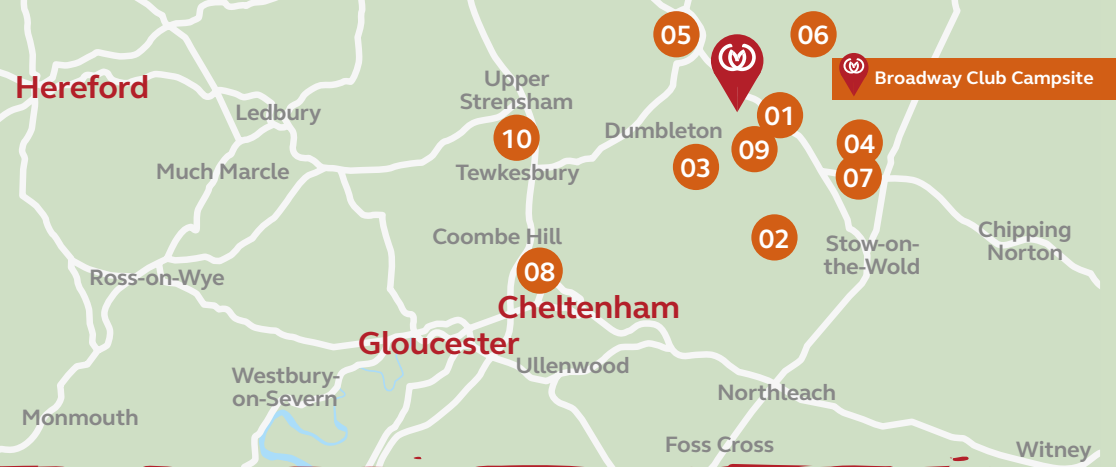 05
06
Broadway Club Campsite
Hereford
Upper
Strensham
Ledbury
01
Dumbleton
10
09
04
03
07
Much Marcle
Tewkesbury
Coombe Hill
02
Stow-on-
the-Wold
Chipping
Norton
Ross-on-Wye
08
Cheltenham
Gloucester
Ullenwood
Westbury-
on-Severn
Northleach
Monmouth
Foss Cross
Witney